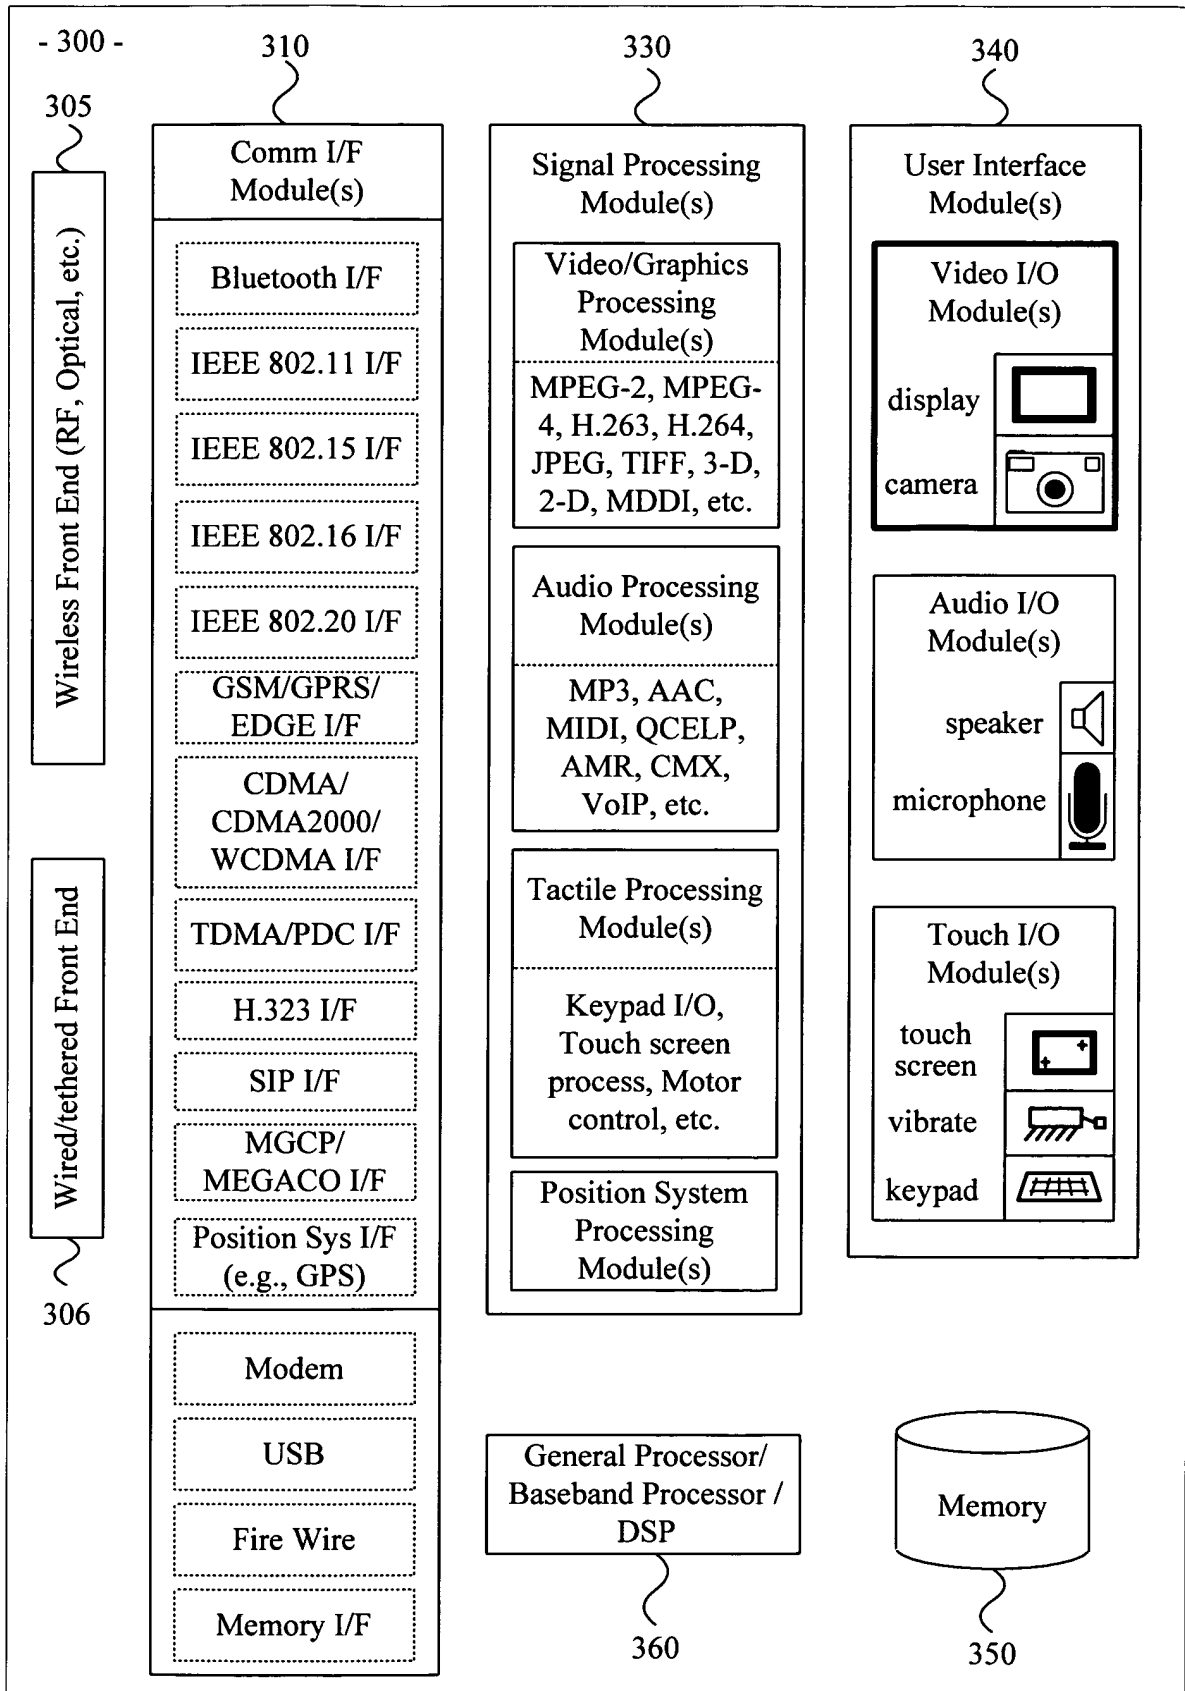 - 300 -
310
330
340
305
Wireless Front End (RF, Optical, etc.)
Wired/tethered Front End
306
Comm I/F
Module(s)
Bluetooth I/F
IEEE 802.11 I/F
IEEE 802.15 I/F
IEEE 802.16 I/F
IEEE 802.20 I/F
GSM/GPRS/
EDGE I/F
CDMA/
CDMA2000/
WCDMA I/F
TDMA/PDC I/F
H.323 I/F
SIP I/F
MGCP/
MEGACO I/F
Position Sys I/F
(e.g., GPS)
Modem
USB
Fire Wire
Memory I/F
Signal Processing
Module(s)
Video/Graphics
Processing
Module(s)
MPEG-2, MPEG-
4, H.263, H.264,
JPEG, TIFF, 3-D,
2-D, MDDI, etc.
Audio Processing
Module(s)
MP3, AAC,
MIDI, QCELP,
AMR, CMX,
VoIP, etc.
Tactile Processing
Module(s)
Keypad I/O,
Touch screen
process, Motor
control, etc.
Position System
Processing
Module(s)
General Processor/
Baseband Processor /
DSP
360
User Interface
Module(s)
Video I/O
Module(s)
display
camera
Audio I/O
Module(s)
speaker
microphone
Touch I/O
Module(s)
touch
screen
vibrate
keypad
Memory
350